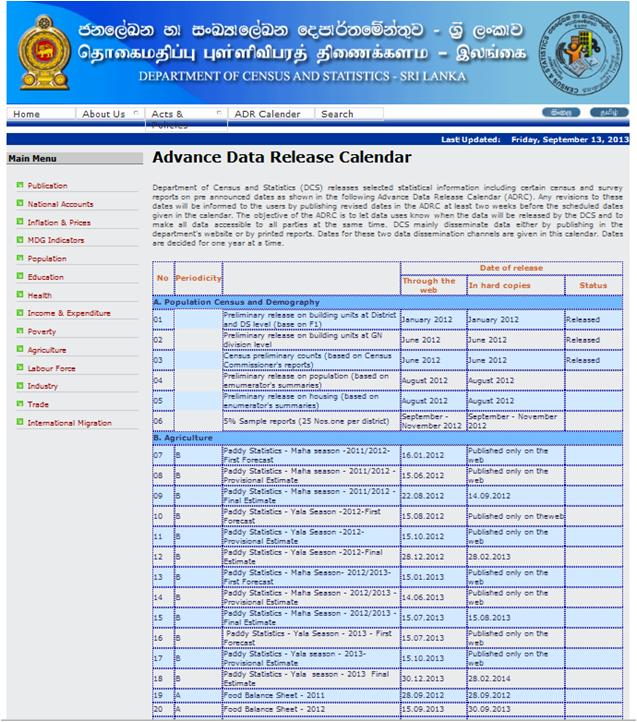 ජනලේඛන හා සංඛ්‍යාලේඛන දෙපාර්තමේන්තුව - ශ්‍රී ලංකාව
தொகைமதிப்பு புள்ளிவிபரத் திணைக்களம - இலங்கை
DEPARTMENT OF CENSUS AND STATISTICS - SRI LANKA
Home About Us Acts & Policies ADR Calender Search සිංහල தமிழ்
Last Updated: Friday, September 13, 2013
Main Menu
Publication
National Accounts
Inflation & Prices
MDG Indicators
Population
Education
Health
Income & Expenditure
Poverty
Agriculture
Labour Force
Industry
Trade
International Migration
Advance Data Release Calendar
Department of Census and Statistics (DCS) releases selected statistical information including certain census and survey
reports on pre announced dates as shown in the following Advance Data Release Calendar (ADRC). Any revisions to these
dates will be informed to the users by publishing revised dates in the ADRC at least two weeks before the scheduled dates
given in the calendar. The objective of the ADRC is to let data uses know when the data will be released by the DCS and to
make all data accessible to all parties at the same time. DCS mainly disseminate data either by publishing in the
department's website or by printed reports. Dates for these two data dissemination channels are given in this calendar. Dates
are decided for one year at a time.
Date of release
No Periodicity Through the web In hard copies Status
A. Population Census and Demography
01 Preliminary release on building units at District and DS level (base on F1) January 2012 January 2012 Released
02 Preliminary release on building units at GN division level June 2012 June 2012 Released
03 Census preliminary counts (based on Census Commissioner's reports) June 2012 June 2012 Released
04 Preliminary release on population (based on emumerator's summaries) August 2012 August 2012
05 Preliminary release on housing (based on enumerator's summaries) August 2012 August 2012
06 5% Sample reports (25 Nos.one per district) September - November 2012 September - November 2012
B. Agriculture
07 B Paddy Statistics - Maha season -2011/2012- First Forecast 16.01.2012 Published only on the web
08 B Paddy Statistics - Maha season - 2011/2012 - Provisional Estimate 15.06.2012 Published only on the web
09 B Paddy Statistics - Maha season - 2011/2012 - Final Estimate 22.08.2012 14.09.2012
10 B Paddy Statistics - Yala Season -2012-First Forecast 15.08.2012 Published only on theweb
11 B Paddy Statistics - Yala Season -2012- Provisional Estimate 15.10.2012 Published only on the web
12 B Paddy Statistics - Yala Season -2012-Final Estimate 28.12.2012 28.02.2013
13 B Paddy Statistics - Maha Season- 2012/2013- First Forecast 15.01.2013 Published only on the web
14 B Paddy Statistics - Maha Season - 2012/2013 - Provisional Estimate 14.06.2013 Published only on the web
15 B Paddy Statistics - Maha Season - 2012/2013 - Final Estimate 15.07.2013 15.08.2013
16 B Paddy Statistics - Yala Season - 2013 - First Forecast 15.07.2013 Published only on the web
17 B Paddy Statistics - Yala season - 2013- Provisional Estimate 15.10.2013 Published only on the web
18 B Paddy Statistics - Yala season - 2013 Final Estimate 30.12.2013 28.02.2014
19 A Food Balance Sheet - 2011 28.09.2012 28.09.2012
20 A Food Balance Sheet - 2012 15.09.2013 30.09.2013